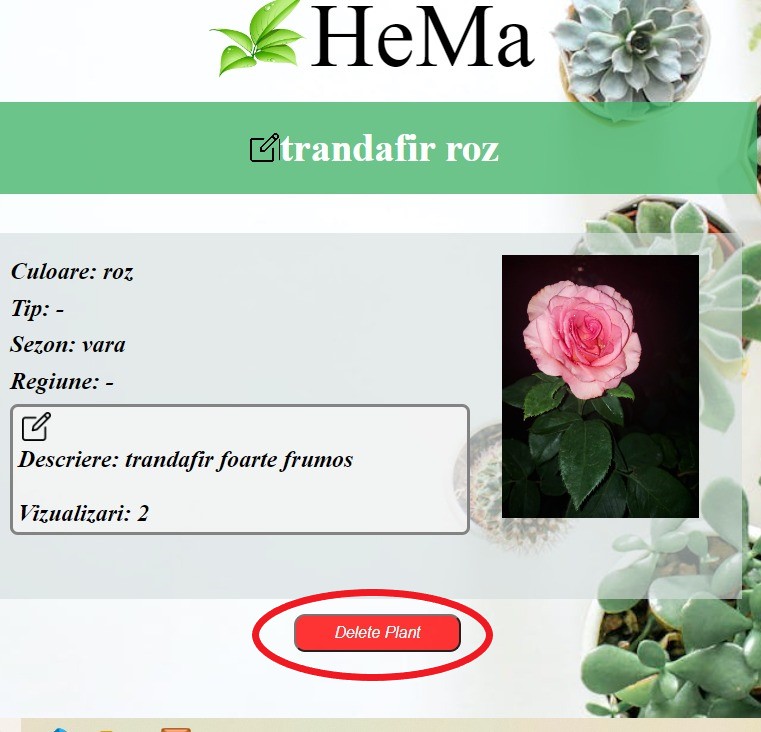 HeMa
trandafir roz
Culoare: roz
Tip: -
Sezon: vara
Regiune: -
Descriere: trandafir foarte frumos
Vizualizari: 2
Delete Plant